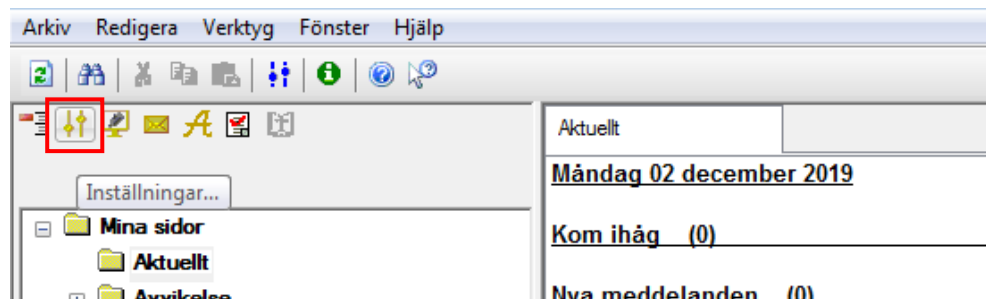 Arkiv Redigera Verktyg Fönster Hjälp
Inställningar...
Mina sidor
Aktuellt
Avvikelse
Aktuellt
Måndag 02 december 2019
Kom ihåg (0)
Nya meddelanden (0)